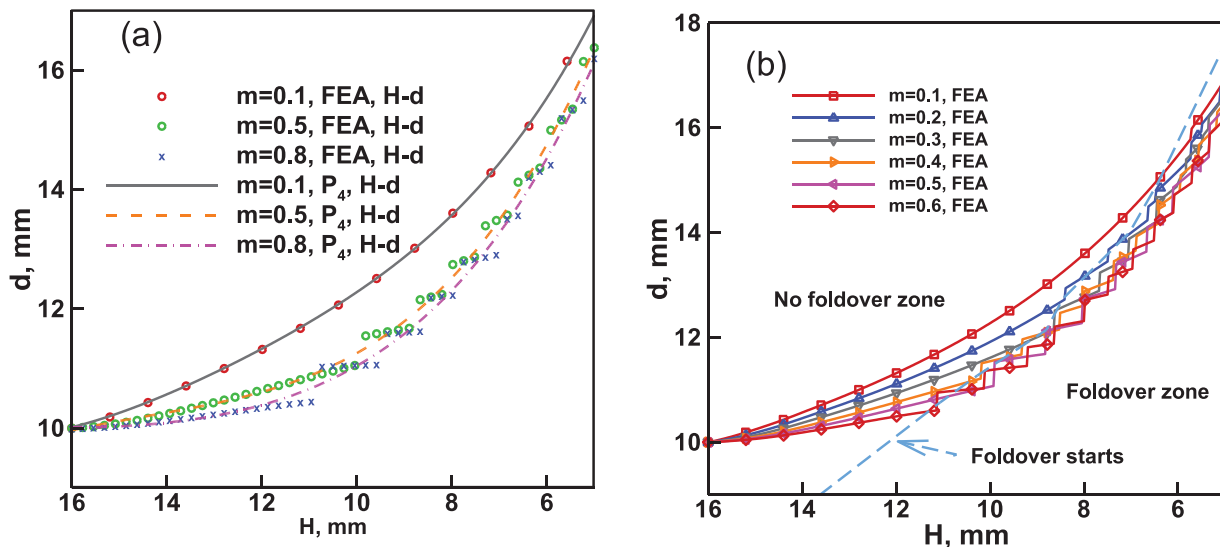 (a)
m=0.1, FEA, H-d
m=0.5, FEA, H-d
m=0.8, FEA, H-d
m=0.1, P4, H-d
m=0.5, P4, H-d
m=0.8, P4, H-d
d, mm
16
14
12
10
16
14
12
10
8
6
H, mm
(b)
m=0.1, FEA
m=0.2, FEA
m=0.3, FEA
m=0.4, FEA
m=0.5, FEA
m=0.6, FEA
No foldover zone
Foldover zone
Foldover starts
d, mm
18
16
14
12
10
16
14
12
10
8
6
H, mm